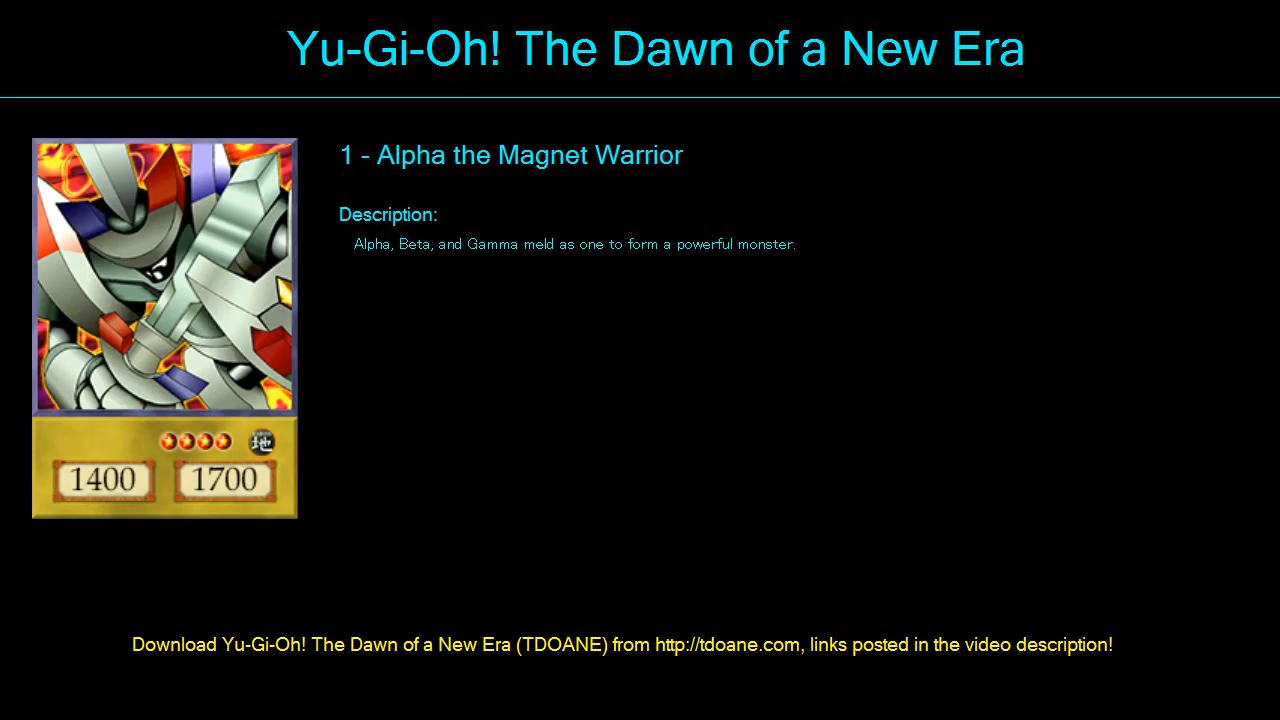 Yu-Gi-Oh! The Dawn of a New Era
1 - Alpha the Magnet Warrior
Description:
Alpha, Beta, and Gamma meld as one to form a powerful monster.
地
1400 1700
Download Yu-Gi-Oh! The Dawn of a New Era (TDOANE) from http://tdoane.com, links posted in the video description!